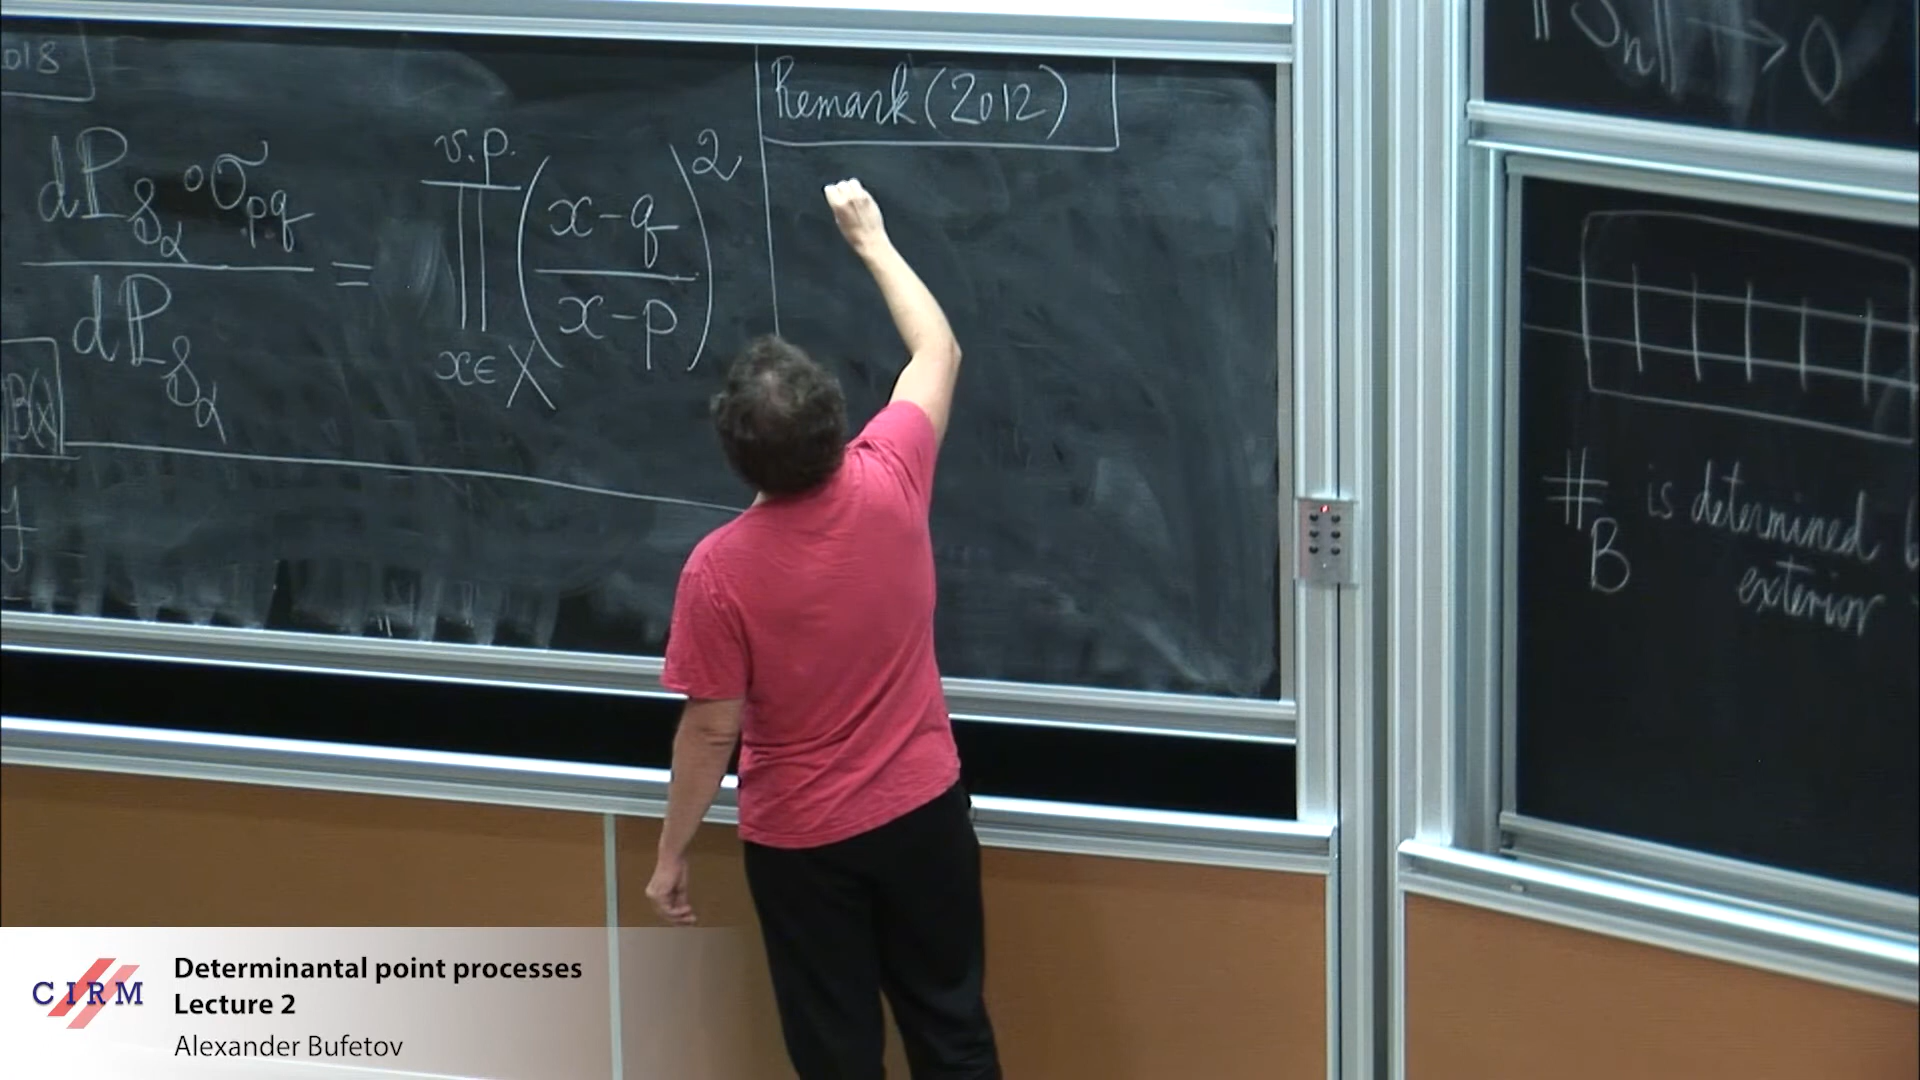 018
dP_{S_α} ∘ σ_{pq}
dP_{S_α}
=
v.p.
∏
x ∈ X
(x-q / x-p)^2
B(x)
y
Remark (2012)
‖S_n‖ → 0
#_B is determined
exterior
CIRM
Determinantal point processes
Lecture 2
Alexander Bufetov